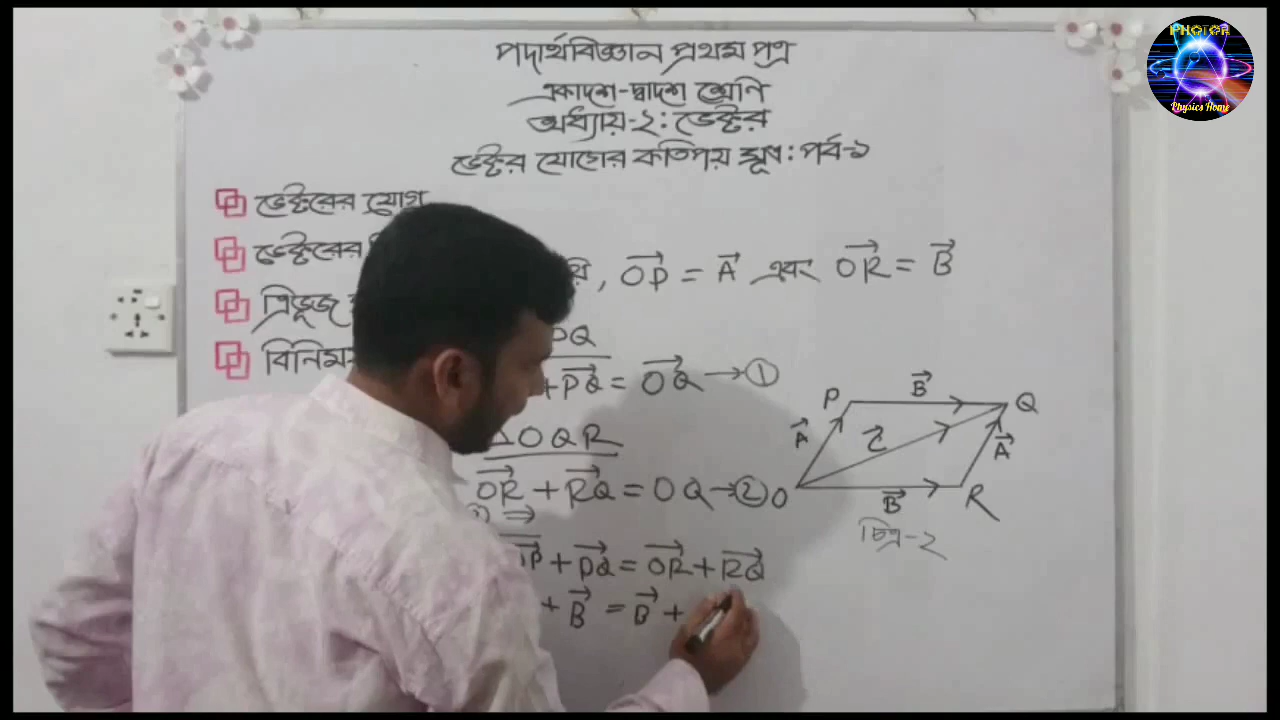 পদার্থবিজ্ঞান প্রথম পত্র
একাদশ-দ্বাদশ শ্রেণি
অধ্যায়-২: ভেক্টর
ভেক্টর যোগের কতিপয় সূত্র: পর্ব-১
ভেক্টরের যোগ
ভেক্টরের
ত্রিভূজ
বিনিময়
, OP⃗ = A⃗ এবং OR⃗ = B⃗
OQ
+ PQ⃗ = OQ⃗ → ①
△OQR
OR⃗ + RQ⃗ = OQ → ②
⇒
OP⃗ + PQ⃗ = OR⃗ + RQ⃗
+ B⃗ = B⃗ +
P B⃗ Q
A⃗ C⃗ A⃗
O B⃗ R
চিত্র-২
PHOTON
Physics Home